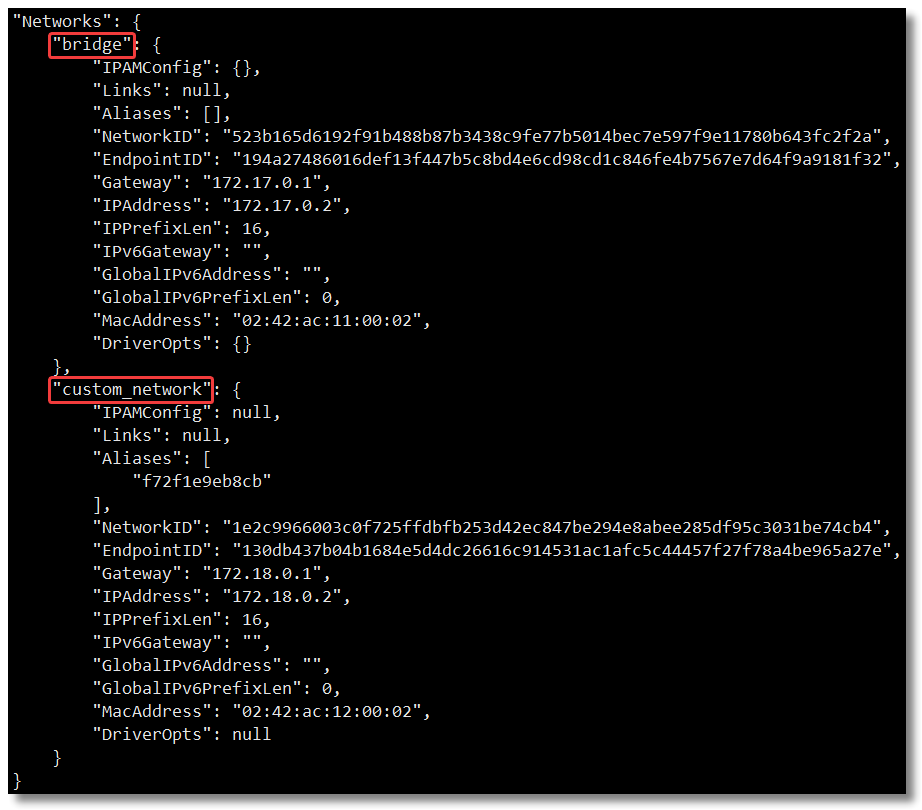 "Networks": {
"bridge": {
"IPAMConfig": {},
"Links": null,
"Aliases": [],
"NetworkID": "523b165d6192f91b488b87b3438c9fe77b5014bec7e597f9e11780b643fc2f2a",
"EndpointID": "194a27486016def13f447b5c8bd4e6cd98cd1c846fe4b7567e7d64f9a9181f32",
"Gateway": "172.17.0.1",
"IPAddress": "172.17.0.2",
"IPPrefixLen": 16,
"IPv6Gateway": "",
"GlobalIPv6Address": "",
"GlobalIPv6PrefixLen": 0,
"MacAddress": "02:42:ac:11:00:02",
"DriverOpts": {}
},
"custom_network": {
"IPAMConfig": null,
"Links": null,
"Aliases": [
"f72f1e9eb8cb"
],
"NetworkID": "1e2c9966003c0f725ffdbfb253d42ec847be294e8abee285df95c3031be74cb4",
"EndpointID": "130db437b04b1684e5d4dc26616c914531ac1afc5c44457f27f78a4be965a27e",
"Gateway": "172.18.0.1",
"IPAddress": "172.18.0.2",
"IPPrefixLen": 16,
"IPv6Gateway": "",
"GlobalIPv6Address": "",
"GlobalIPv6PrefixLen": 0,
"MacAddress": "02:42:ac:12:00:02",
"DriverOpts": null
}
}